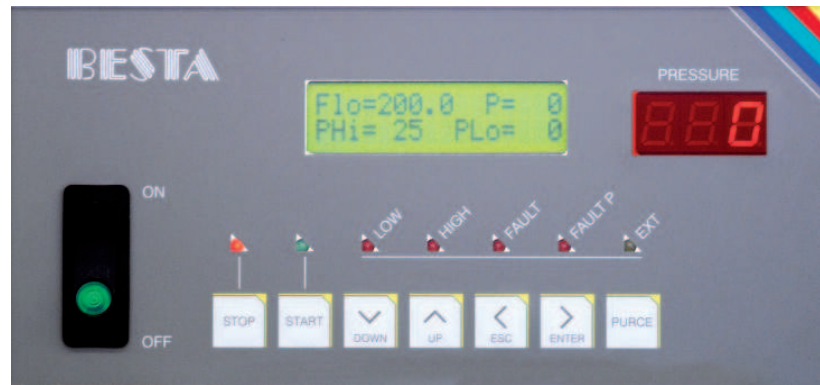 BESTA
PRESSURE
Flo=200.0 P= 0
PHi= 25 PLo= 0
0
ON
OFF
LOW
HIGH
FAULT
FAULT P
EXT
STOP
START
DOWN
UP
ESC
ENTER
PURCE